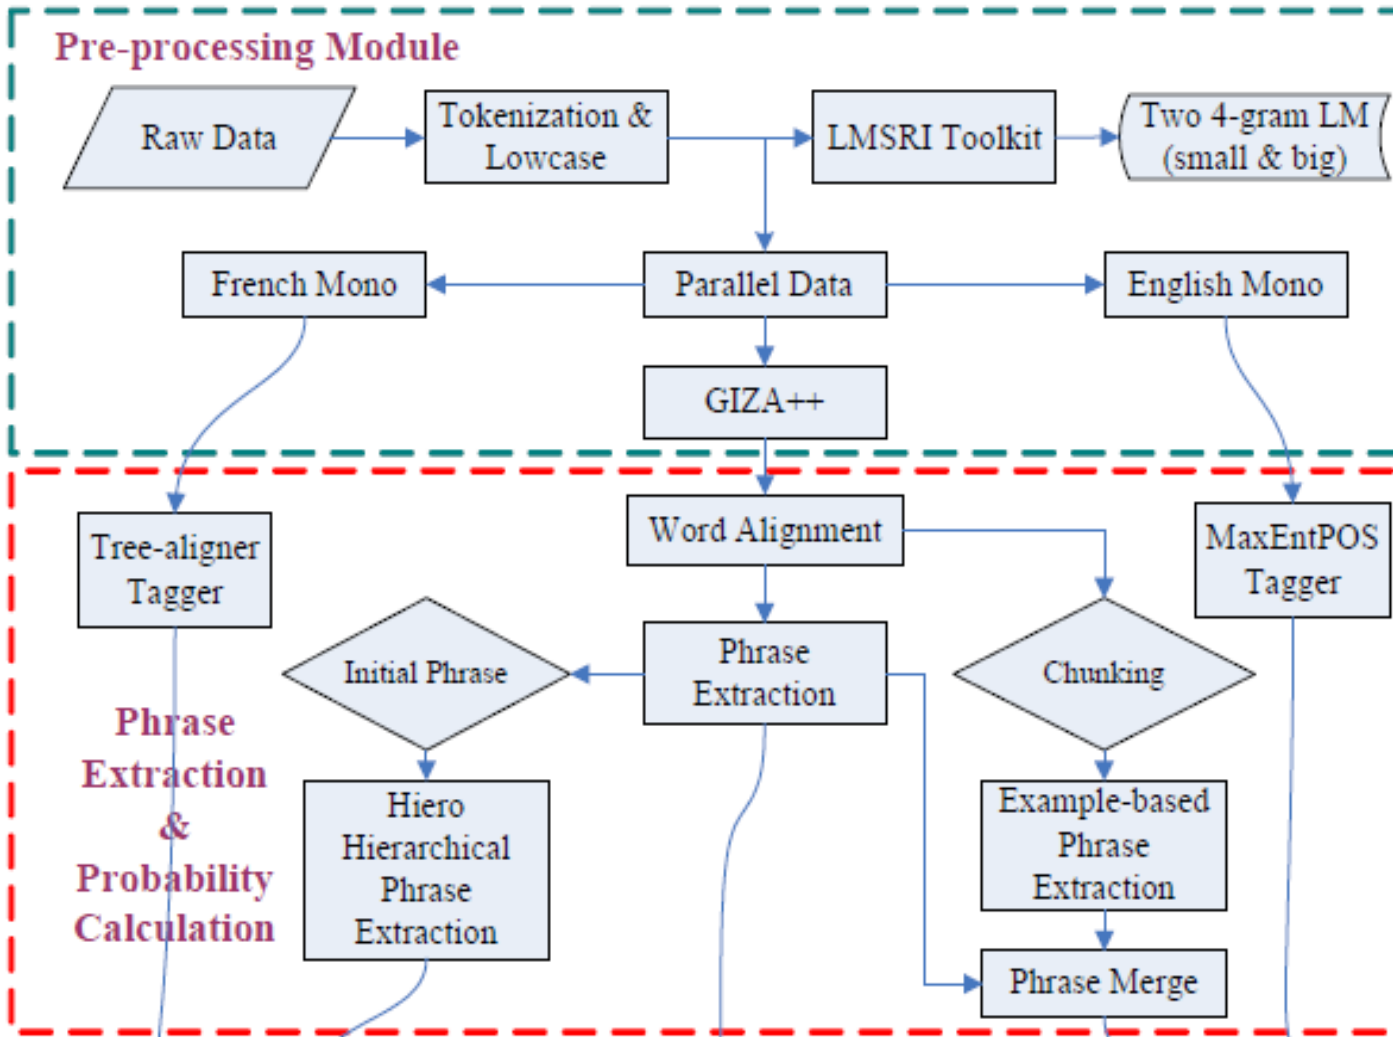 Pre-processing Module
Raw Data
Tokenization &
Lowcase
LMSRI Toolkit
Two 4-gram LM
(small & big)
French Mono
Parallel Data
English Mono
GIZA++
Tree-aligner
Tagger
Word Alignment
MaxEntPOS
Tagger
Initial Phrase
Phrase
Extraction
Chunking
Phrase
Extraction
&
Probability
Calculation
Hiero
Hierarchical
Phrase
Extraction
Example-based
Phrase
Extraction
Phrase Merge